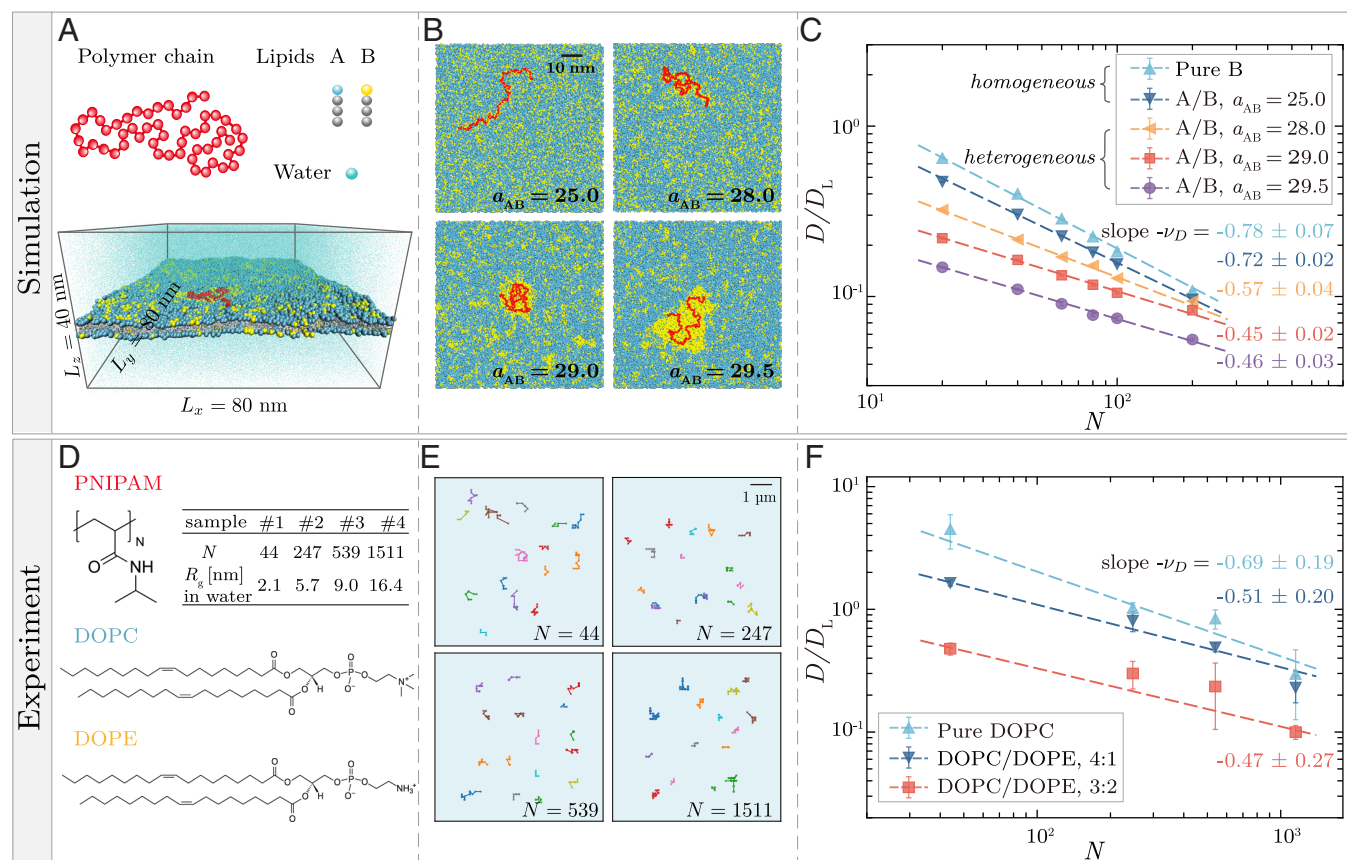 Simulation
A
Polymer chain
Lipids A B
Water
L_z = 40 nm
L_y = 80 nm
L_x = 80 nm
B
10 nm
a_AB = 25.0
a_AB = 28.0
a_AB = 29.0
a_AB = 29.5
C
homogeneous
heterogeneous
Pure B
A/B, a_AB = 25.0
A/B, a_AB = 28.0
A/B, a_AB = 29.0
A/B, a_AB = 29.5
slope -ν_D = -0.78 ± 0.07
-0.72 ± 0.02
-0.57 ± 0.04
-0.45 ± 0.02
-0.46 ± 0.03
D/D_L
10^0
10^-1
10^1
10^2
N
Experiment
D
PNIPAM
N
O
NH
sample #1 #2 #3 #4
N 44 247 539 1511
R_g [nm] in water 2.1 5.7 9.0 16.4
DOPC
O
O
O
O
H
O
P
O
O⁻
O
N⁺
DOPE
O
O
O
O
H
O
P
O
O⁻
O
NH₃⁺
E
1 μm
N = 44
N = 247
N = 539
N = 1511
F
slope -ν_D = -0.69 ± 0.19
-0.51 ± 0.20
-0.47 ± 0.27
Pure DOPC
DOPC/DOPE, 4:1
DOPC/DOPE, 3:2
D/D_L
10^1
10^0
10^-1
10^2
10^3
N